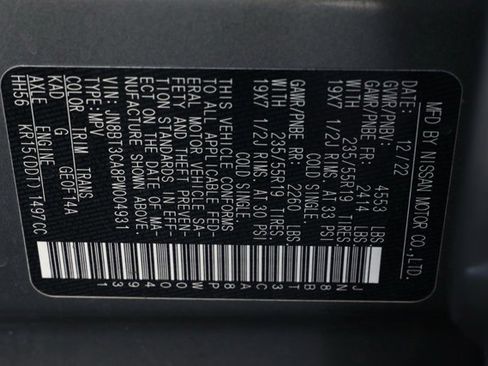 MFD BY NISSAN MOTOR CO.,LTD.
12/22
GVWR/PNBV: 4553 LBS
GAWR/PNBE FR: 2414 LBS
WITH 235/55R19 TIRES.
19X7 1/2J RIMS, AT 33 PSI
COLD SINGLE
GAWR RR: 2260 LBS
WITH 235/55R19 TIRES.
19X7 1/2J RIMS, AT 30 PSI
COLD SINGLE
THIS VEHICLE CONFORMS
TO ALL APPLICABLE FED-
ERAL MOTOR VEHICLE SA-
FETY AND THEFT PREVEN-
TION STANDARDS IN EFF-
ECT ON THE DATE OF MA-
NUFACTURE SHOWN ABOVE.
VIN: JN8BT3CA8PW004931
TYPE:MPV
COLOR TRIM TRANS
KAD G GE0F14A
AXLE ENGINE
HH56 KR15(DDT) 1497CC
JN8BT3CA8PW004931